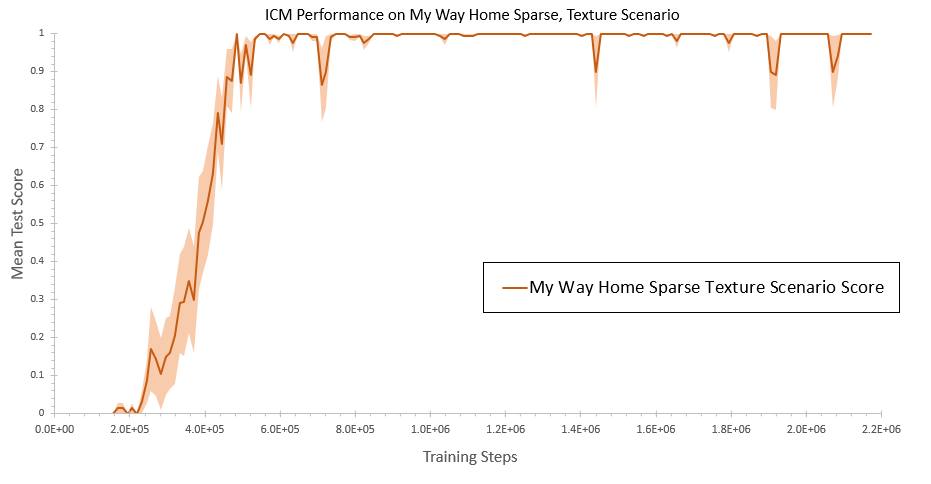 ICM Performance on My Way Home Sparse, Texture Scenario
1
0.9
0.8
0.7
0.6
0.5
0.4
0.3
0.2
0.1
0
Mean Test Score
My Way Home Sparse Texture Scenario Score
0.0E+00 2.0E+05 4.0E+05 6.0E+05 8.0E+05 1.0E+06 1.2E+06 1.4E+06 1.6E+06 1.8E+06 2.0E+06 2.2E+06
Training Steps